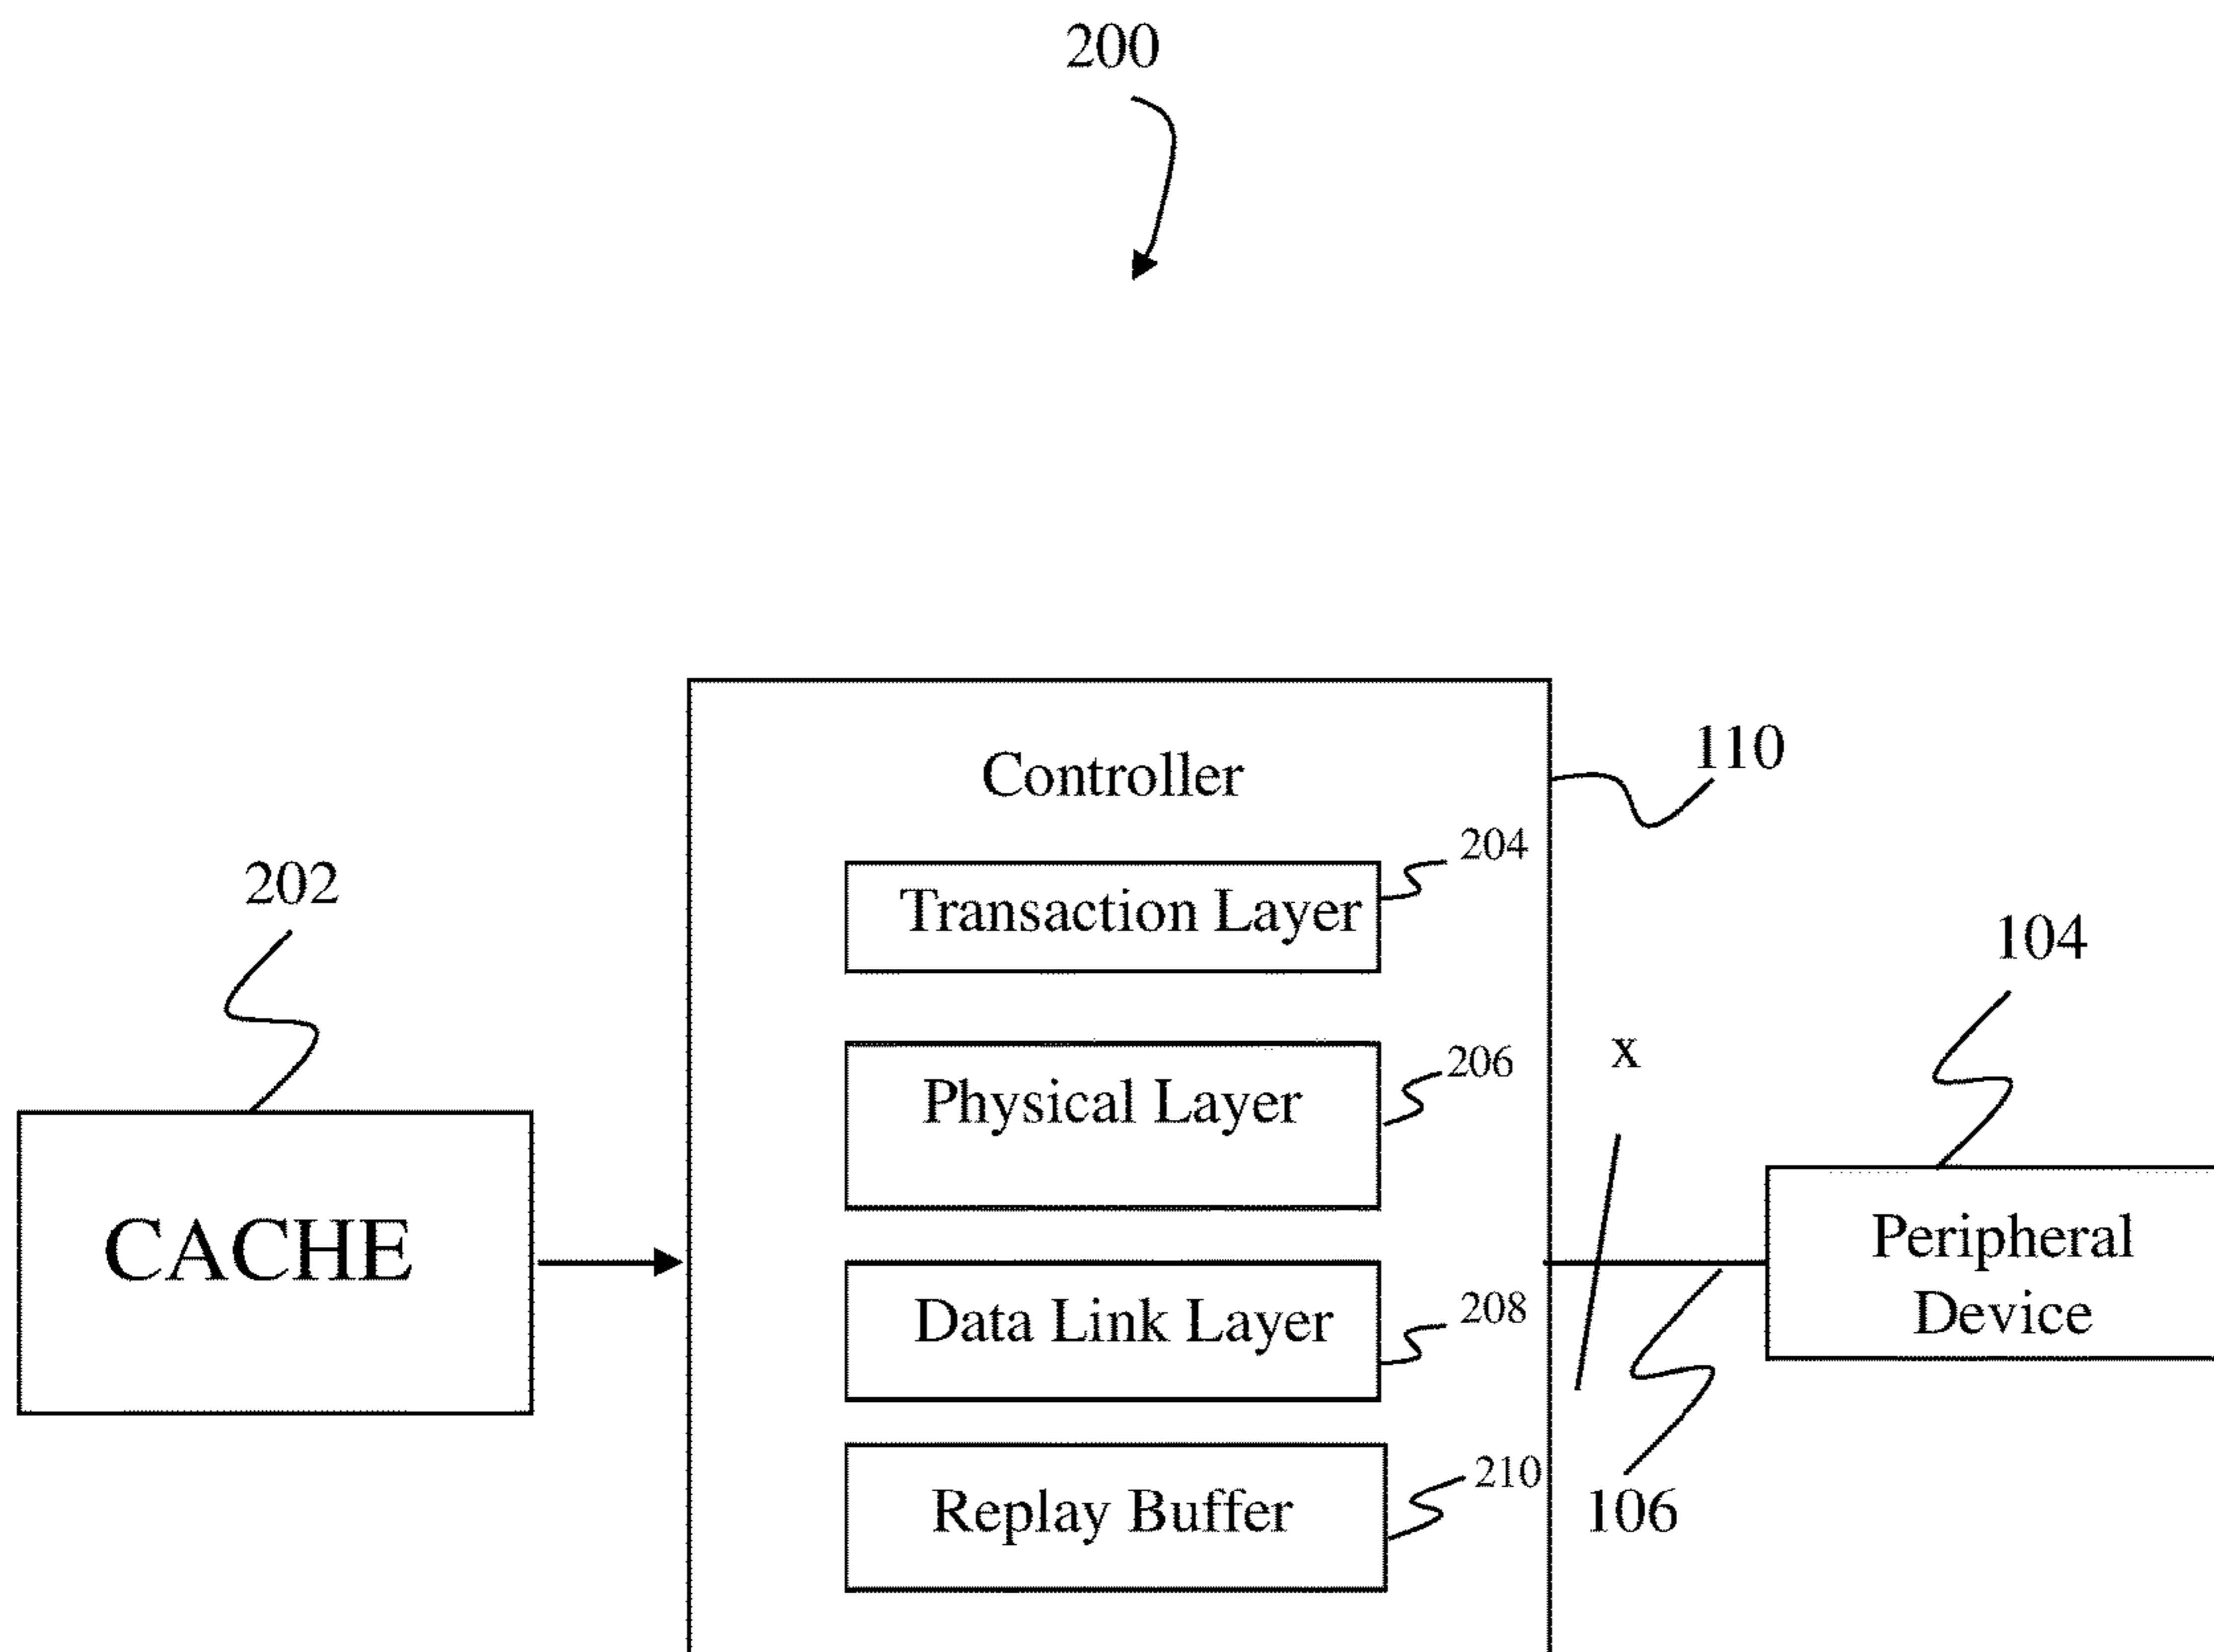 200
Controller
110
204
Transaction Layer
202
104
206
x
Physical Layer
CACHE
Peripheral
Device
208
Data Link Layer
210
Replay Buffer
106